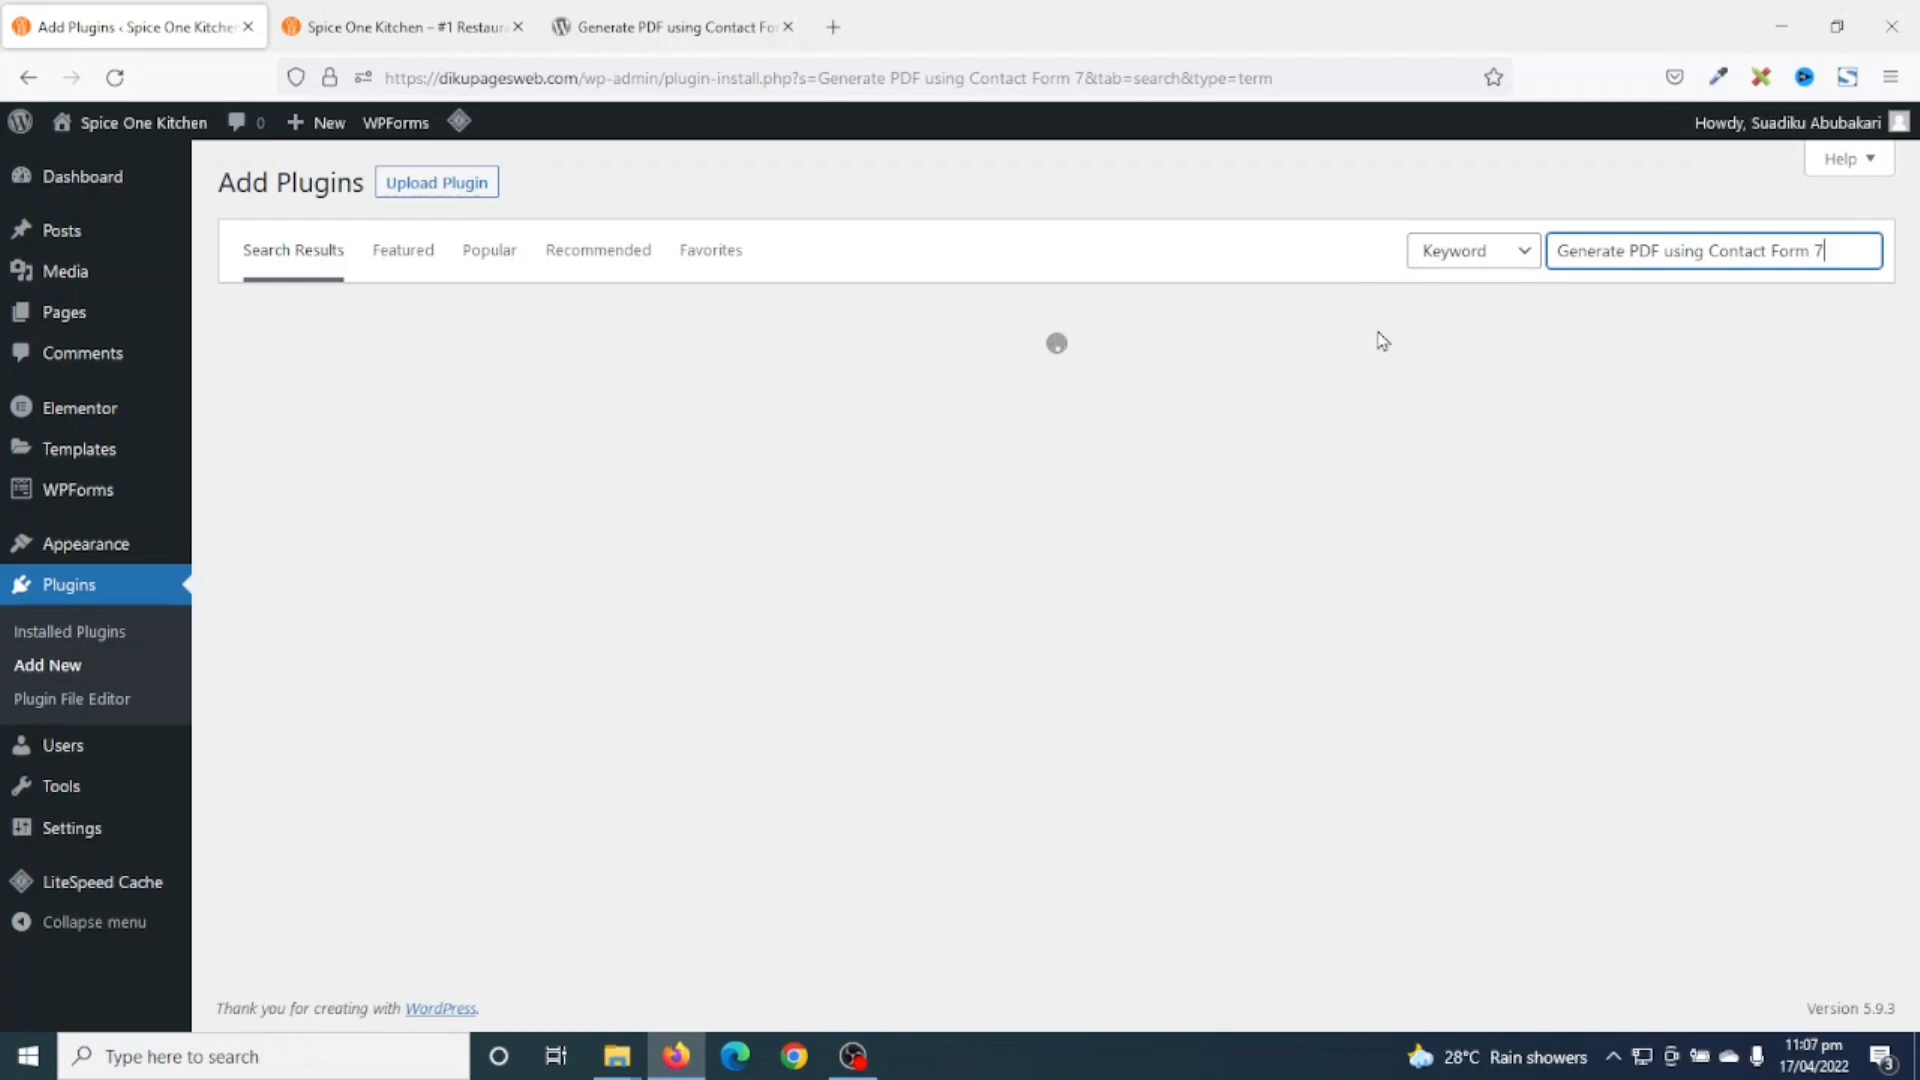 Add Plugins ‹ Spice One Kitchen
Spice One Kitchen – #1 Restaura
Generate PDF using Contact For
https://dikupagesweb.com/wp-admin/plugin-install.php?s=Generate PDF using Contact Form 7&tab=search&type=term
Spice One Kitchen
0
New
WPForms
Howdy, Suadiku Abubakari
Help
Add Plugins
Upload Plugin
Search Results
Featured
Popular
Recommended
Favorites
Keyword
Generate PDF using Contact Form 7
Dashboard
Posts
Media
Pages
Comments
Elementor
Templates
WPForms
Appearance
Plugins
Installed Plugins
Add New
Plugin File Editor
Users
Tools
Settings
LiteSpeed Cache
Collapse menu
Thank you for creating with WordPress.
Version 5.9.3
Type here to search
28°C Rain showers
11:07 pm
17/04/2022
3